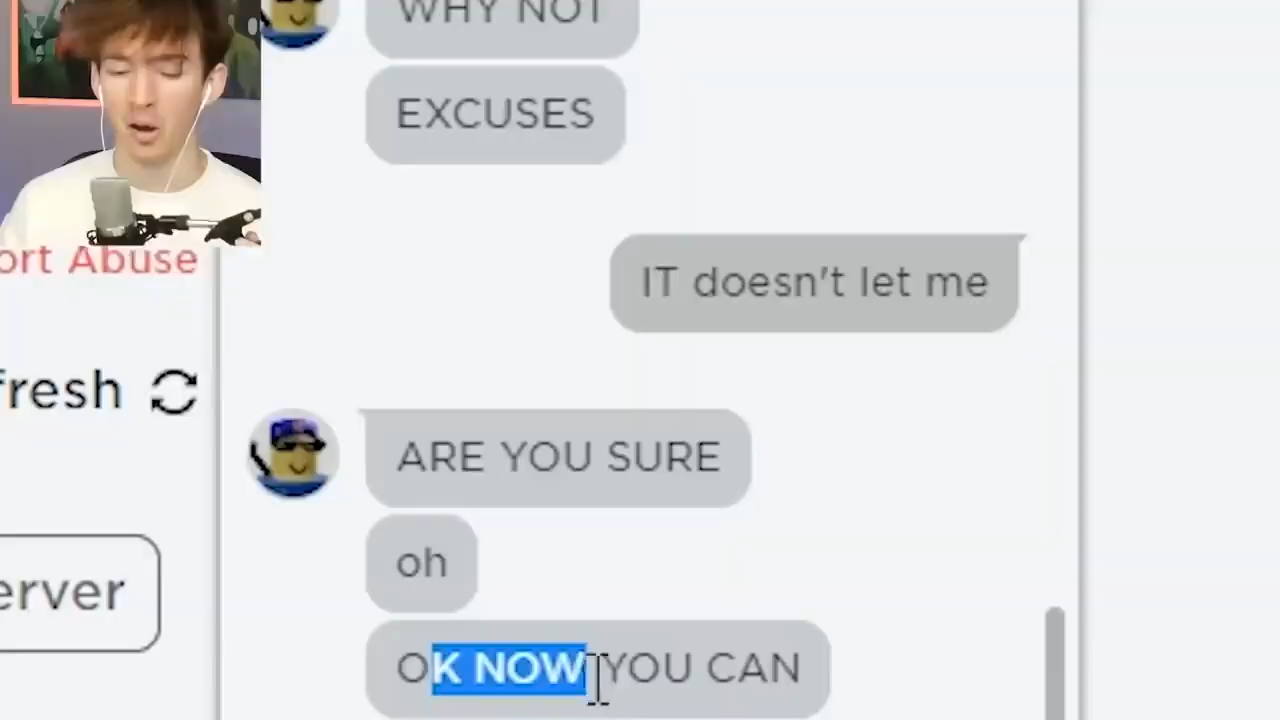 WHY NOT
EXCUSES
ort Abuse
IT doesn't let me
fresh
ARE YOU SURE
oh
erver
OK NOW YOU CAN